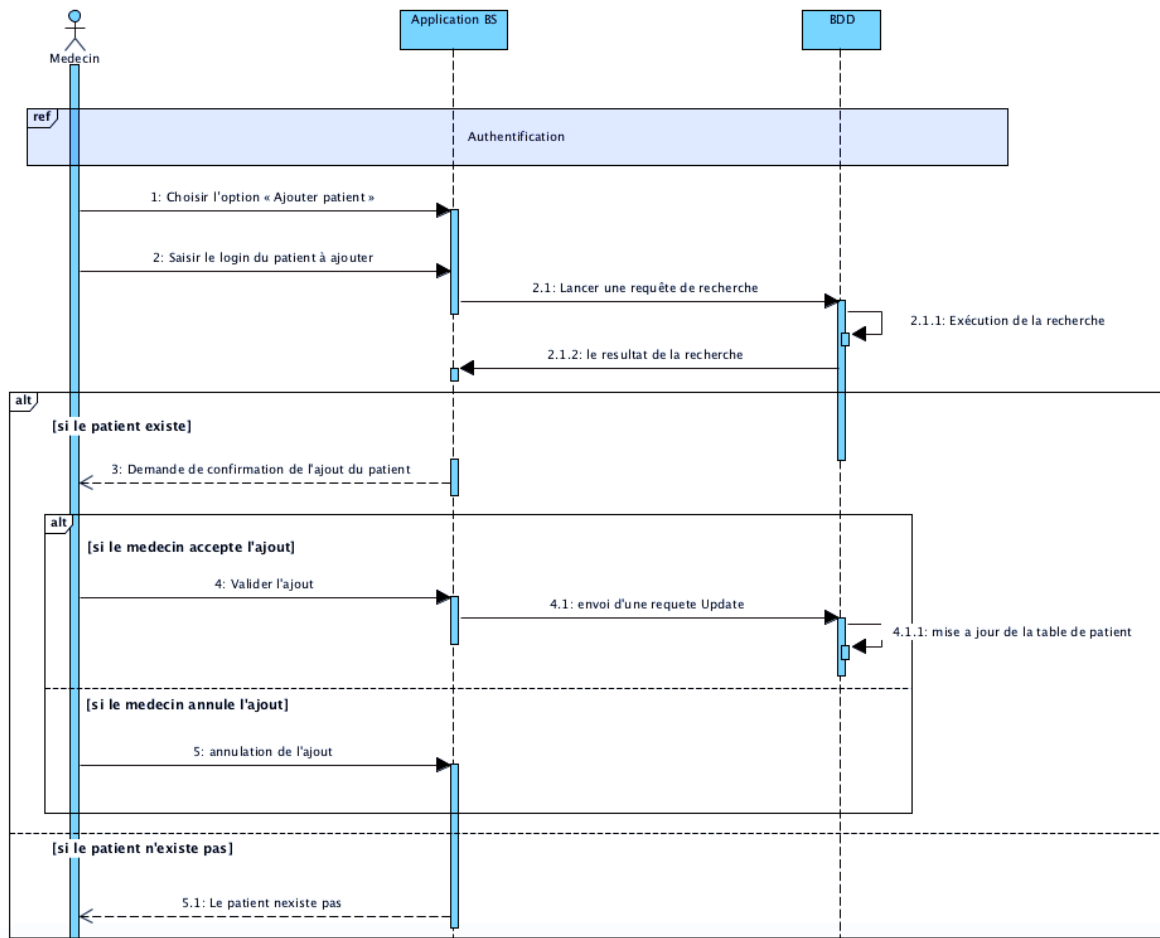 Application BS
BDD
Medecin
ref
Authentification
1: Choisir l'option « Ajouter patient »
2: Saisir le login du patient à ajouter
2.1: Lancer une requête de recherche
2.1.1: Exécution de la recherche
2.1.2: le resultat de la recherche
alt
[si le patient existe]
3: Demande de confirmation de l'ajout du patient
alt
[si le medecin accepte l'ajout]
4: Valider l'ajout
4.1: envoi d'une requete Update
4.1.1: mise a jour de la table de patient
[si le medecin annule l'ajout]
5: annulation de l'ajout
[si le patient n'existe pas]
5.1: Le patient nexiste pas